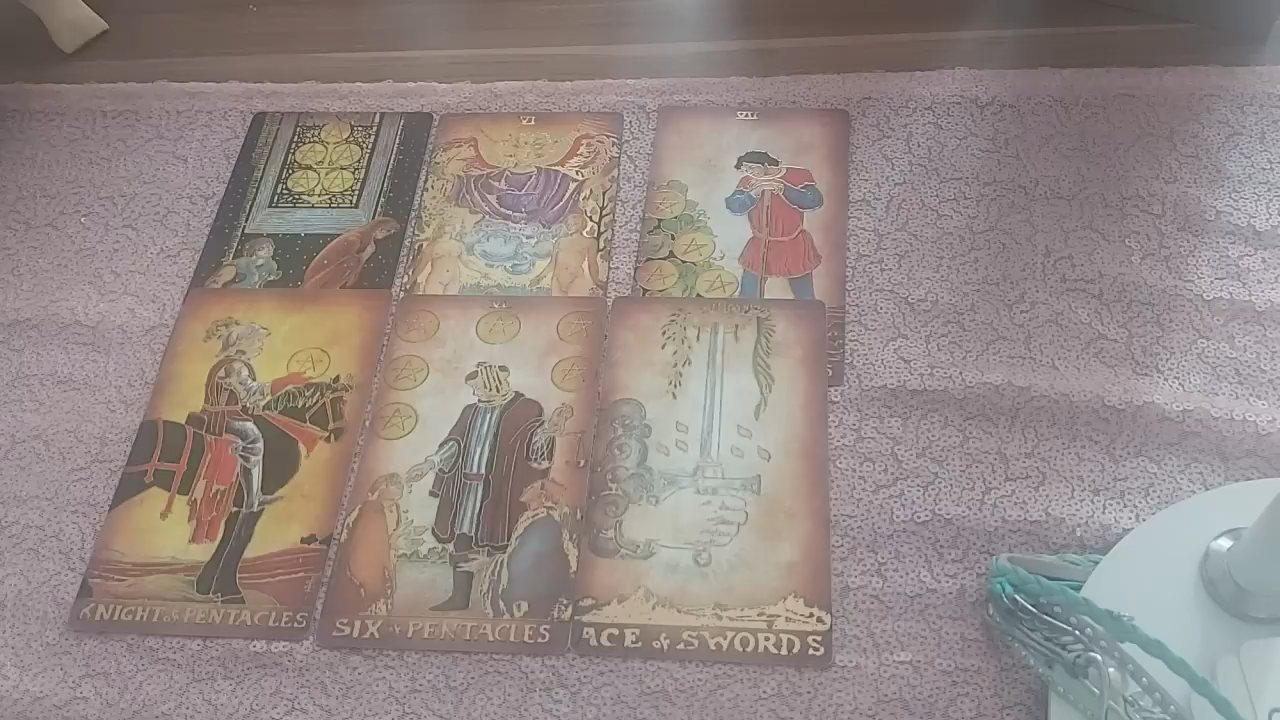 VI
VII
VI
KNIGHT of PENTACLES
SIX of PENTACLES
ACE of SWORDS